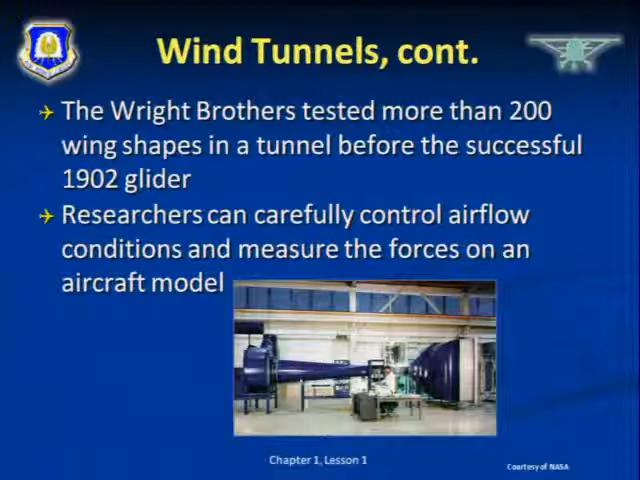 Wind Tunnels, cont.
The Wright Brothers tested more than 200
wing shapes in a tunnel before the successful
1902 glider
Researchers can carefully control airflow
conditions and measure the forces on an
aircraft model
Chapter 1, Lesson 1
Courtesy of NASA